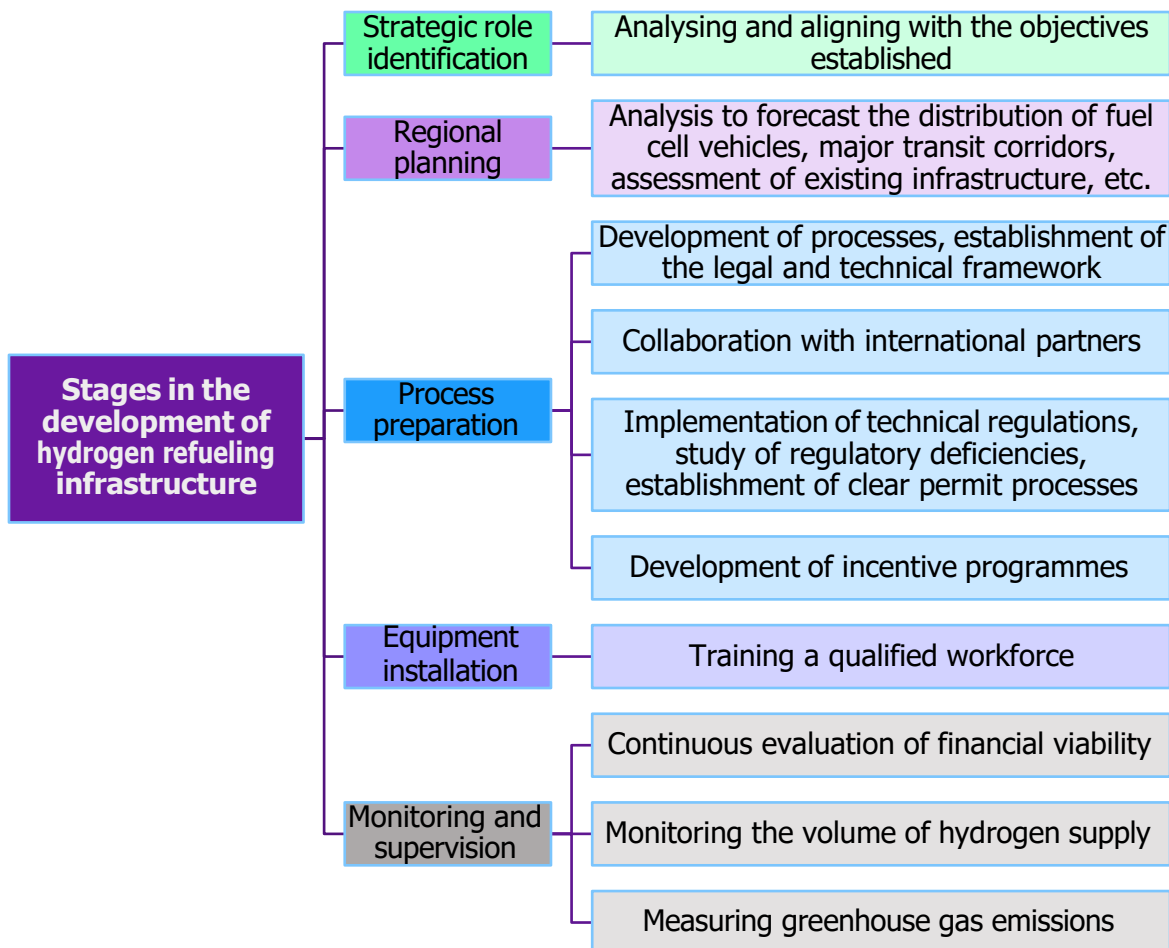 Stages in the
development of
hydrogen refueling
infrastructure
Strategic role
identification
Analysing and aligning with the objectives
established
Regional
planning
Analysis to forecast the distribution of fuel
cell vehicles, major transit corridors,
assessment of existing infrastructure, etc.
Process
preparation
Development of processes, establishment of
the legal and technical framework
Collaboration with international partners
Implementation of technical regulations,
study of regulatory deficiencies,
establishment of clear permit processes
Development of incentive programmes
Equipment
installation
Training a qualified workforce
Monitoring and
supervision
Continuous evaluation of financial viability
Monitoring the volume of hydrogen supply
Measuring greenhouse gas emissions